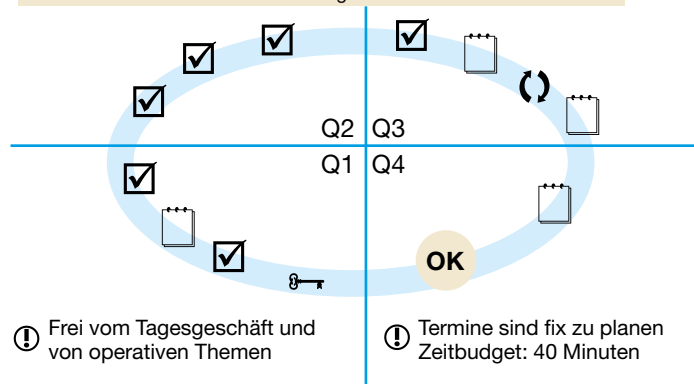 Q2 Q3
Q1 Q4
OK
Frei vom Tagesgeschäft und
von operativen Themen
Termine sind fix zu planen
Zeitbudget: 40 Minuten